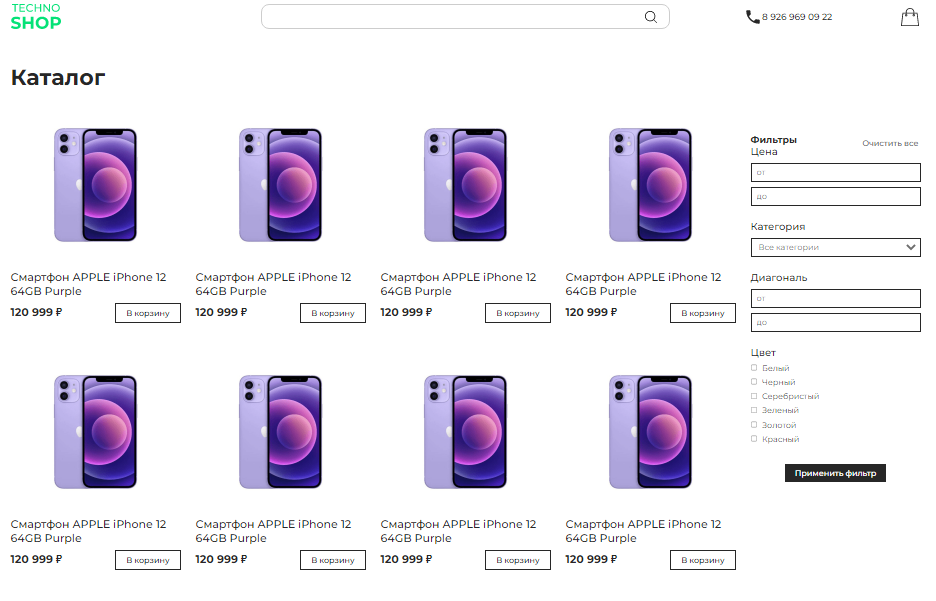 TECHNO
SHOP
8 926 969 09 22
Каталог
Смартфон APPLE iPhone 12
64GB Purple
120 999 ₽
В корзину
Смартфон APPLE iPhone 12
64GB Purple
120 999 ₽
В корзину
Смартфон APPLE iPhone 12
64GB Purple
120 999 ₽
В корзину
Смартфон APPLE iPhone 12
64GB Purple
120 999 ₽
В корзину
Смартфон APPLE iPhone 12
64GB Purple
120 999 ₽
В корзину
Смартфон APPLE iPhone 12
64GB Purple
120 999 ₽
В корзину
Смартфон APPLE iPhone 12
64GB Purple
120 999 ₽
В корзину
Смартфон APPLE iPhone 12
64GB Purple
120 999 ₽
В корзину
Фильтры
Очистить все
Цена
от
до
Категория
Все категории
Диагональ
от
до
Цвет
Белый
Черный
Серебристый
Зеленый
Золотой
Красный
Применить фильтр